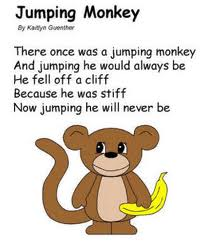 Jumping Monkey
By Kaitlyn Guenther
There once was a jumping monkey
And jumping he would always be
He fell off a cliff
Because he was stiff
Now jumping he will never be